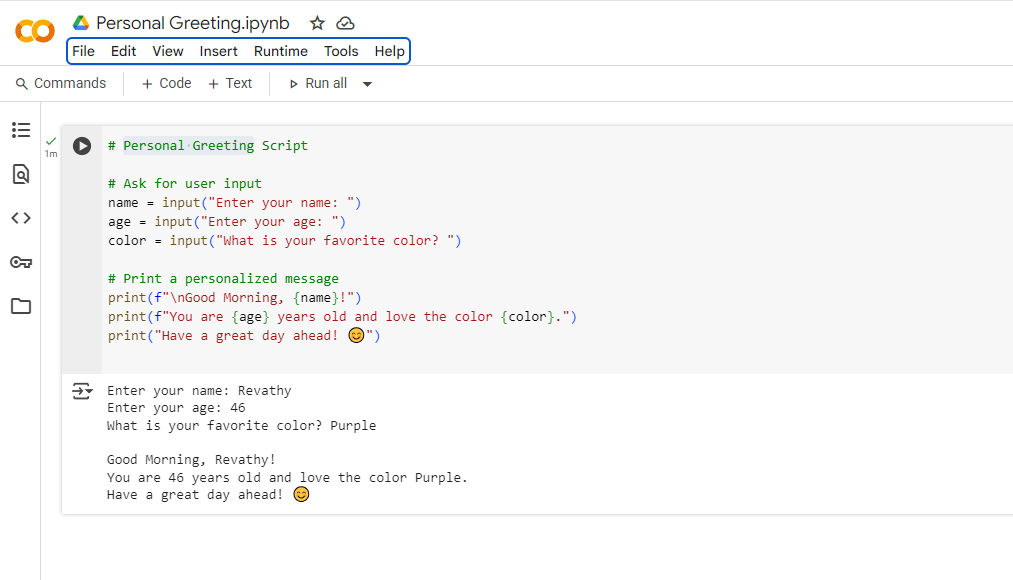 Personal Greeting.ipynb
File Edit View Insert Runtime Tools Help
Commands + Code + Text Run all
1m
# Personal Greeting Script
# Ask for user input
name = input("Enter your name: ")
age = input("Enter your age: ")
color = input("What is your favorite color? ")
# Print a personalized message
print(f"\nGood Morning, {name}!")
print(f"You are {age} years old and love the color {color}.")
print("Have a great day ahead! 😊")
Enter your name: Revathy
Enter your age: 46
What is your favorite color? Purple
Good Morning, Revathy!
You are 46 years old and love the color Purple.
Have a great day ahead! 😊